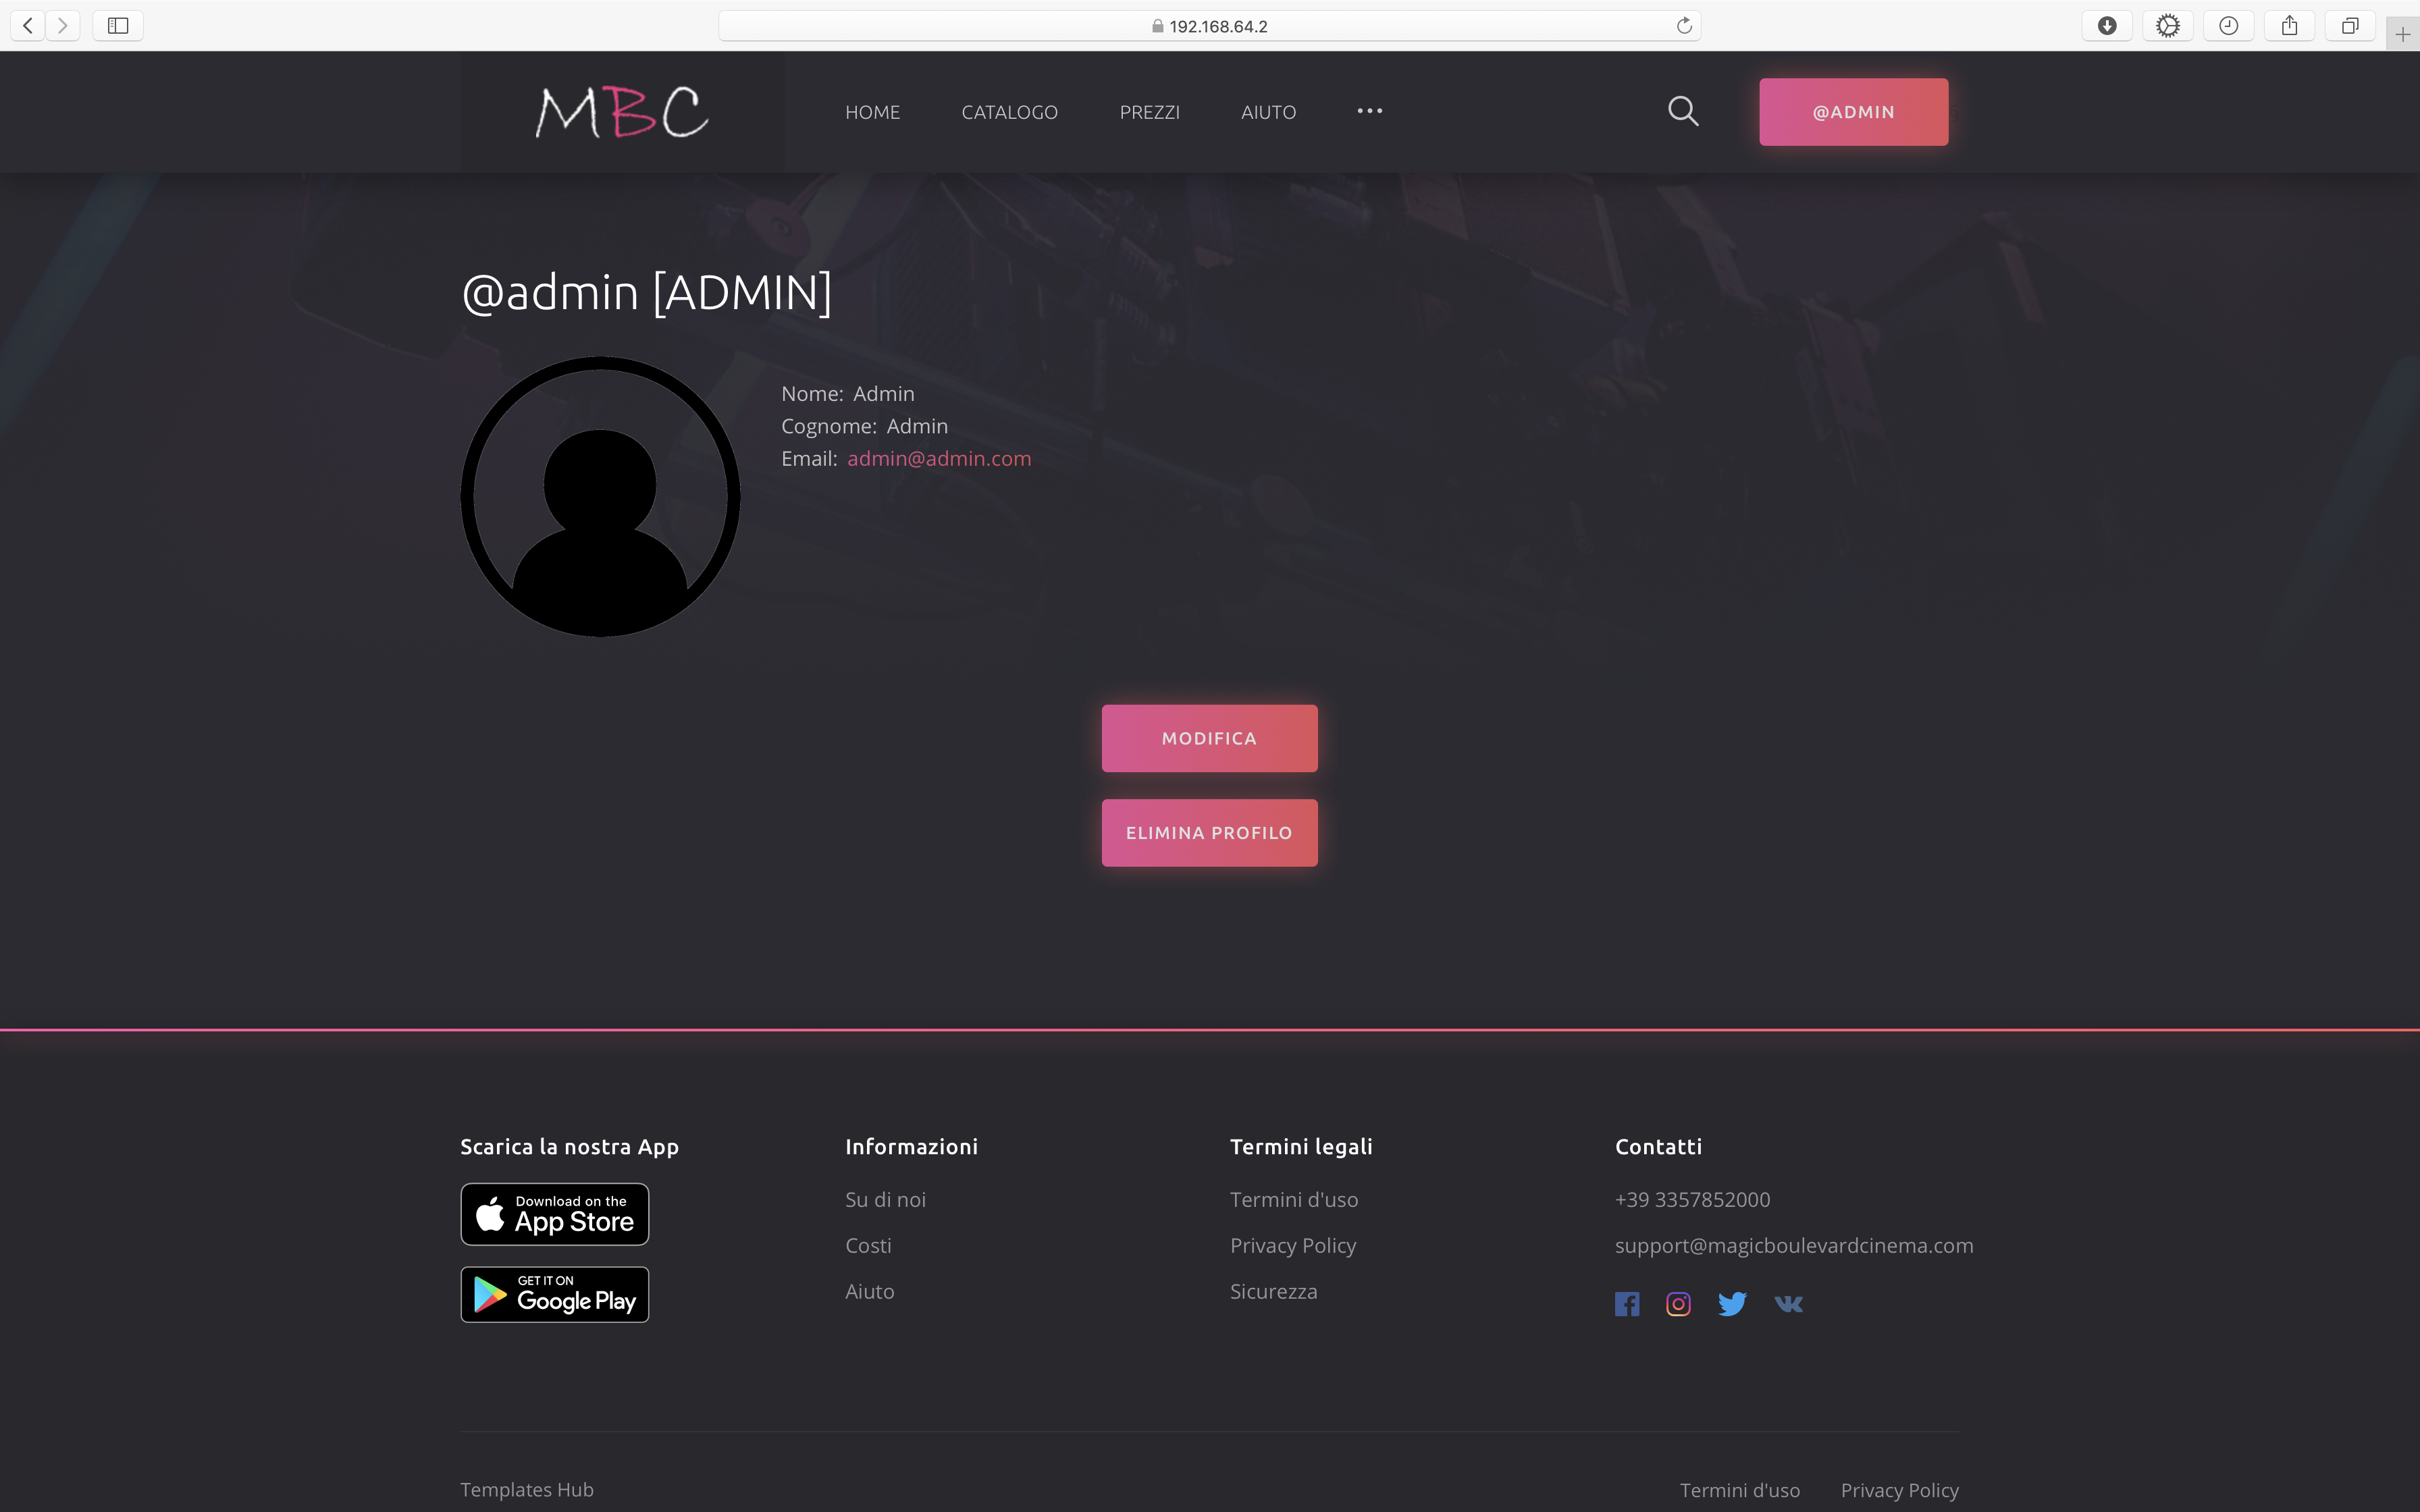 192.168.64.2
MBC
HOME
CATALOGO
PREZZI
AIUTO
@ADMIN
@admin [ADMIN]
Nome: Admin
Cognome: Admin
Email: admin@admin.com
MODIFICA
ELIMINA PROFILO
Scarica la nostra App
Download on the
App Store
GET IT ON
Google Play
Informazioni
Su di noi
Costi
Aiuto
Termini legali
Termini d'uso
Privacy Policy
Sicurezza
Contatti
+39 3357852000
support@magicboulevardcinema.com
Templates Hub
Termini d'uso
Privacy Policy